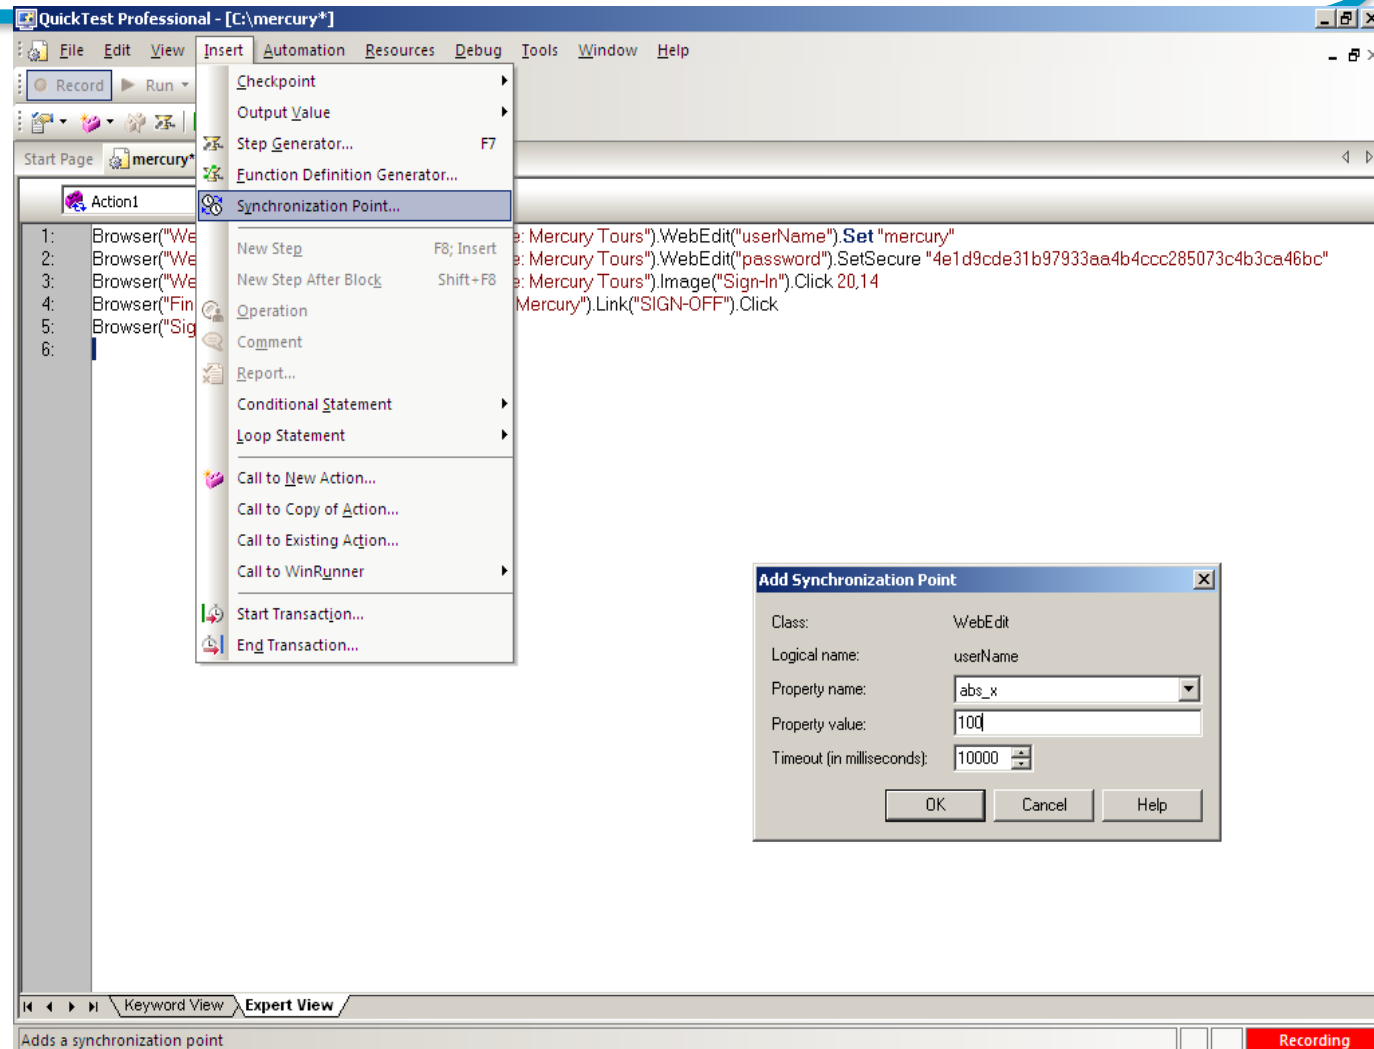 QuickTest Professional - [C:\mercury*]
File Edit View Insert Automation Resources Debug Tools Window Help
Record Run
Start Page mercury*
Action1
Checkpoint
Output Value
Step Generator... F7
Function Definition Generator...
Synchronization Point...
New Step F8; Insert
New Step After Block Shift+F8
Operation
Comment
Report...
Conditional Statement
Loop Statement
Call to New Action...
Call to Copy of Action...
Call to Existing Action...
Call to WinRunner
Start Transaction...
End Transaction...
1: Browser("We e: Mercury Tours").WebEdit("userName").Set "mercury"
2: Browser("We e: Mercury Tours").WebEdit("password").SetSecure "4e1d9cde31b97933aa4b4ccc285073c4b3ca46bc"
3: Browser("We e: Mercury Tours").Image("Sign-In").Click 20,14
4: Browser("Fin Mercury").Link("SIGN-OFF").Click
5: Browser("Sig
6:
Add Synchronization Point
Class: WebEdit
Logical name: userName
Property name: abs_x
Property value: 100
Timeout (in milliseconds): 10000
OK Cancel Help
Keyword View Expert View
Adds a synchronization point
Recording